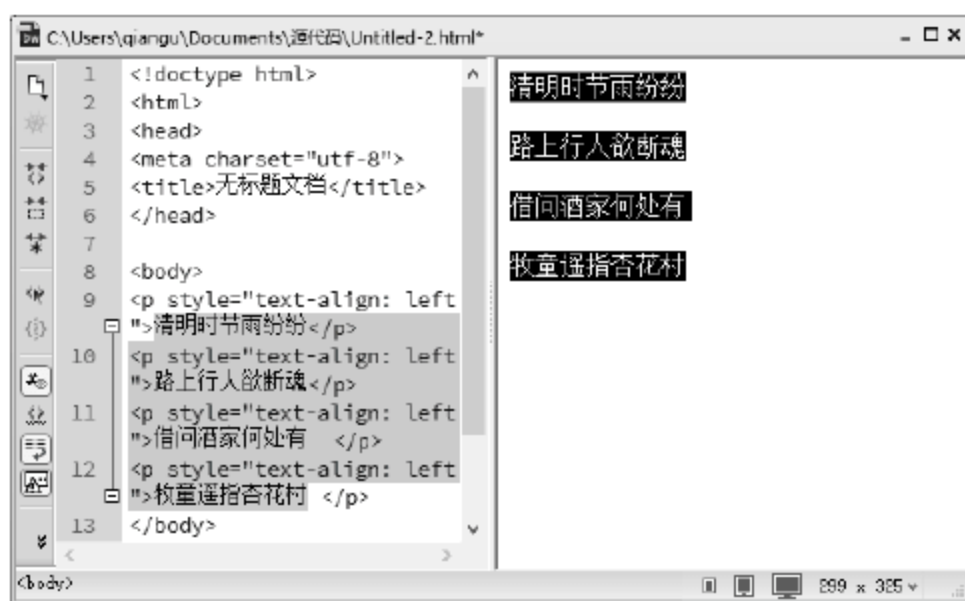 C:\Users\qiangu\Documents\源代码\Untitled-2.html*
1 <!doctype html>
2 <html>
3 <head>
4 <meta charset="utf-8">
5 <title>无标题文档</title>
6 </head>
7
8 <body>
9 <p style="text-align: left
">清明时节雨纷纷</p>
10 <p style="text-align: left
">路上行人欲断魂</p>
11 <p style="text-align: left
">借问酒家何处有 </p>
12 <p style="text-align: left
">牧童遥指杏花村 </p>
13 </body>
清明时节雨纷纷
路上行人欲断魂
借问酒家何处有
牧童遥指杏花村
<body>
299 x 325